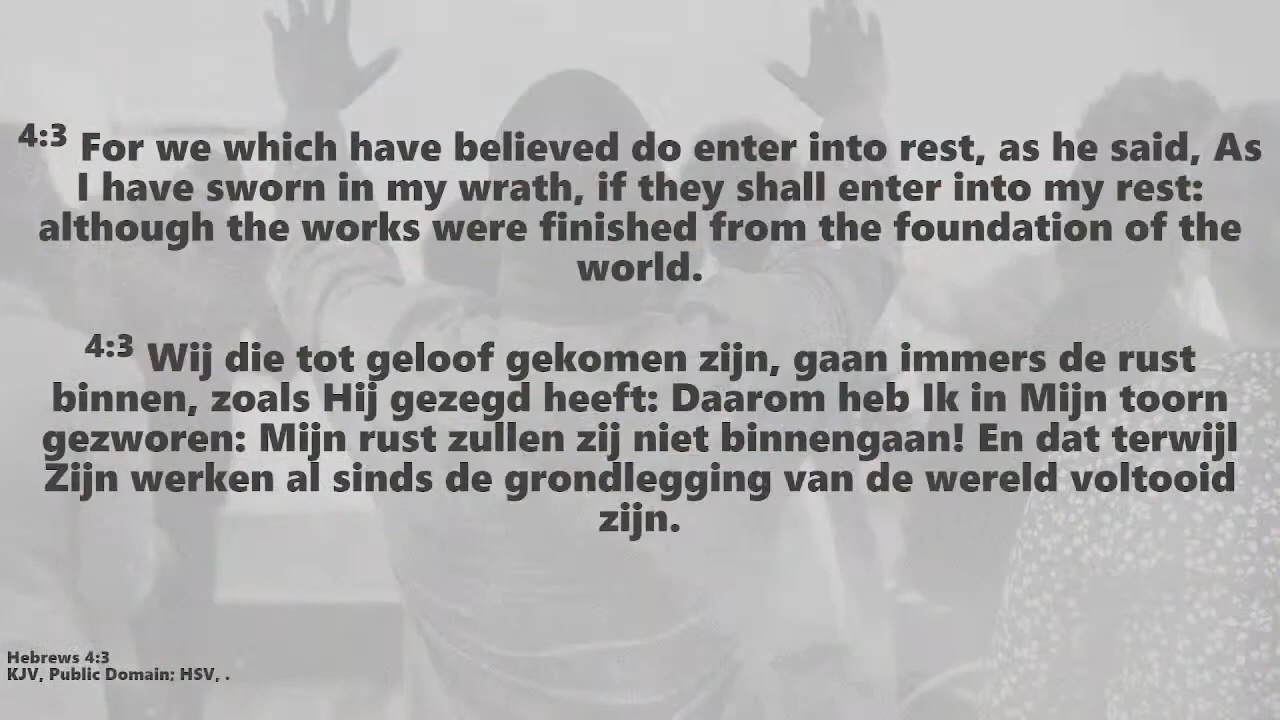 4:3 For we which have believed do enter into rest, as he said, As
I have sworn in my wrath, if they shall enter into my rest:
although the works were finished from the foundation of the
world.
4:3 Wij die tot geloof gekomen zijn, gaan immers de rust
binnen, zoals Hij gezegd heeft: Daarom heb Ik in Mijn toorn
gezworen: Mijn rust zullen zij niet binnengaan! En dat terwijl
Zijn werken al sinds de grondlegging van de wereld voltooid
zijn.
Hebrews 4:3
KJV, Public Domain; HSV, .